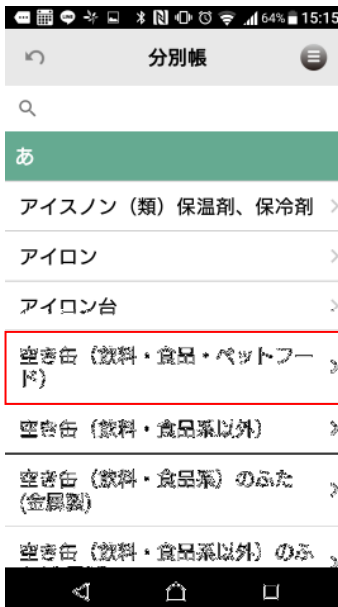 64% 15:15
分別帳
あ
アイスノン（類）保温剤、保冷剤
アイロン
アイロン台
空き缶（飲料・食品・ペットフー
ド)
空き缶（飲料・食品系以外）
空き缶（飲料・食品系）のふた
(金属製)
空き缶（飲料・食品系以外）のふ